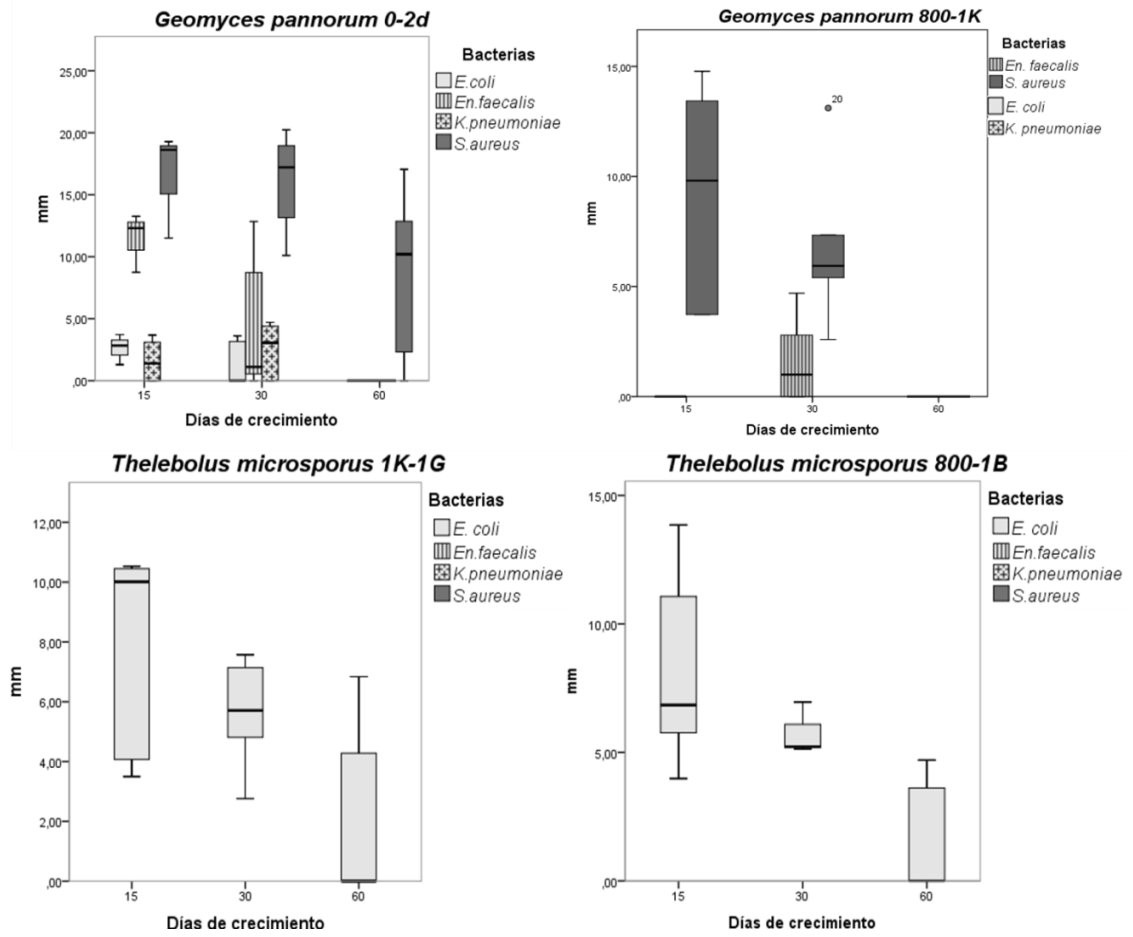 Geomyces pannorum 0-2d
Bacterias
E.coli
En.faecalis
K.pneumoniae
S.aureus
25,00
20,00
15,00
10,00
5,00
,00
mm
15 30 60
Días de crecimiento
Geomyces pannorum 800-1K
Bacterias
En. faecalis
S. aureus
E. coli
K. pneumoniae
15,00
10,00
5,00
,00
mm
20
15 30 60
Días de crecimiento
Thelebolus microsporus 1K-1G
Bacterias
E. coli
En.faecalis
K.pneumoniae
S.aureus
12,00
10,00
8,00
6,00
4,00
2,00
,00
mm
15 30 60
Días de crecimiento
Thelebolus microsporus 800-1B
Bacterias
E. coli
En.faecalis
K.pneumoniae
S.aureus
15,00
10,00
5,00
,00
mm
15 30 60
Días de crecimiento